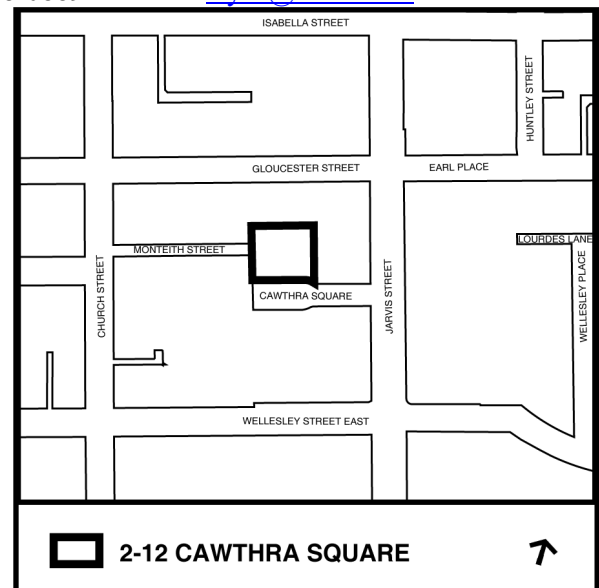 ISABELLA STREET
HUNTLEY STREET
GLOUCESTER STREET
EARL PLACE
MONTEITH STREET
LOURDES LANE
CHURCH STREET
CAWTHRA SQUARE
JARVIS STREET
WELLESLEY PLACE
WELLESLEY STREET EAST
2-12 CAWTHRA SQUARE